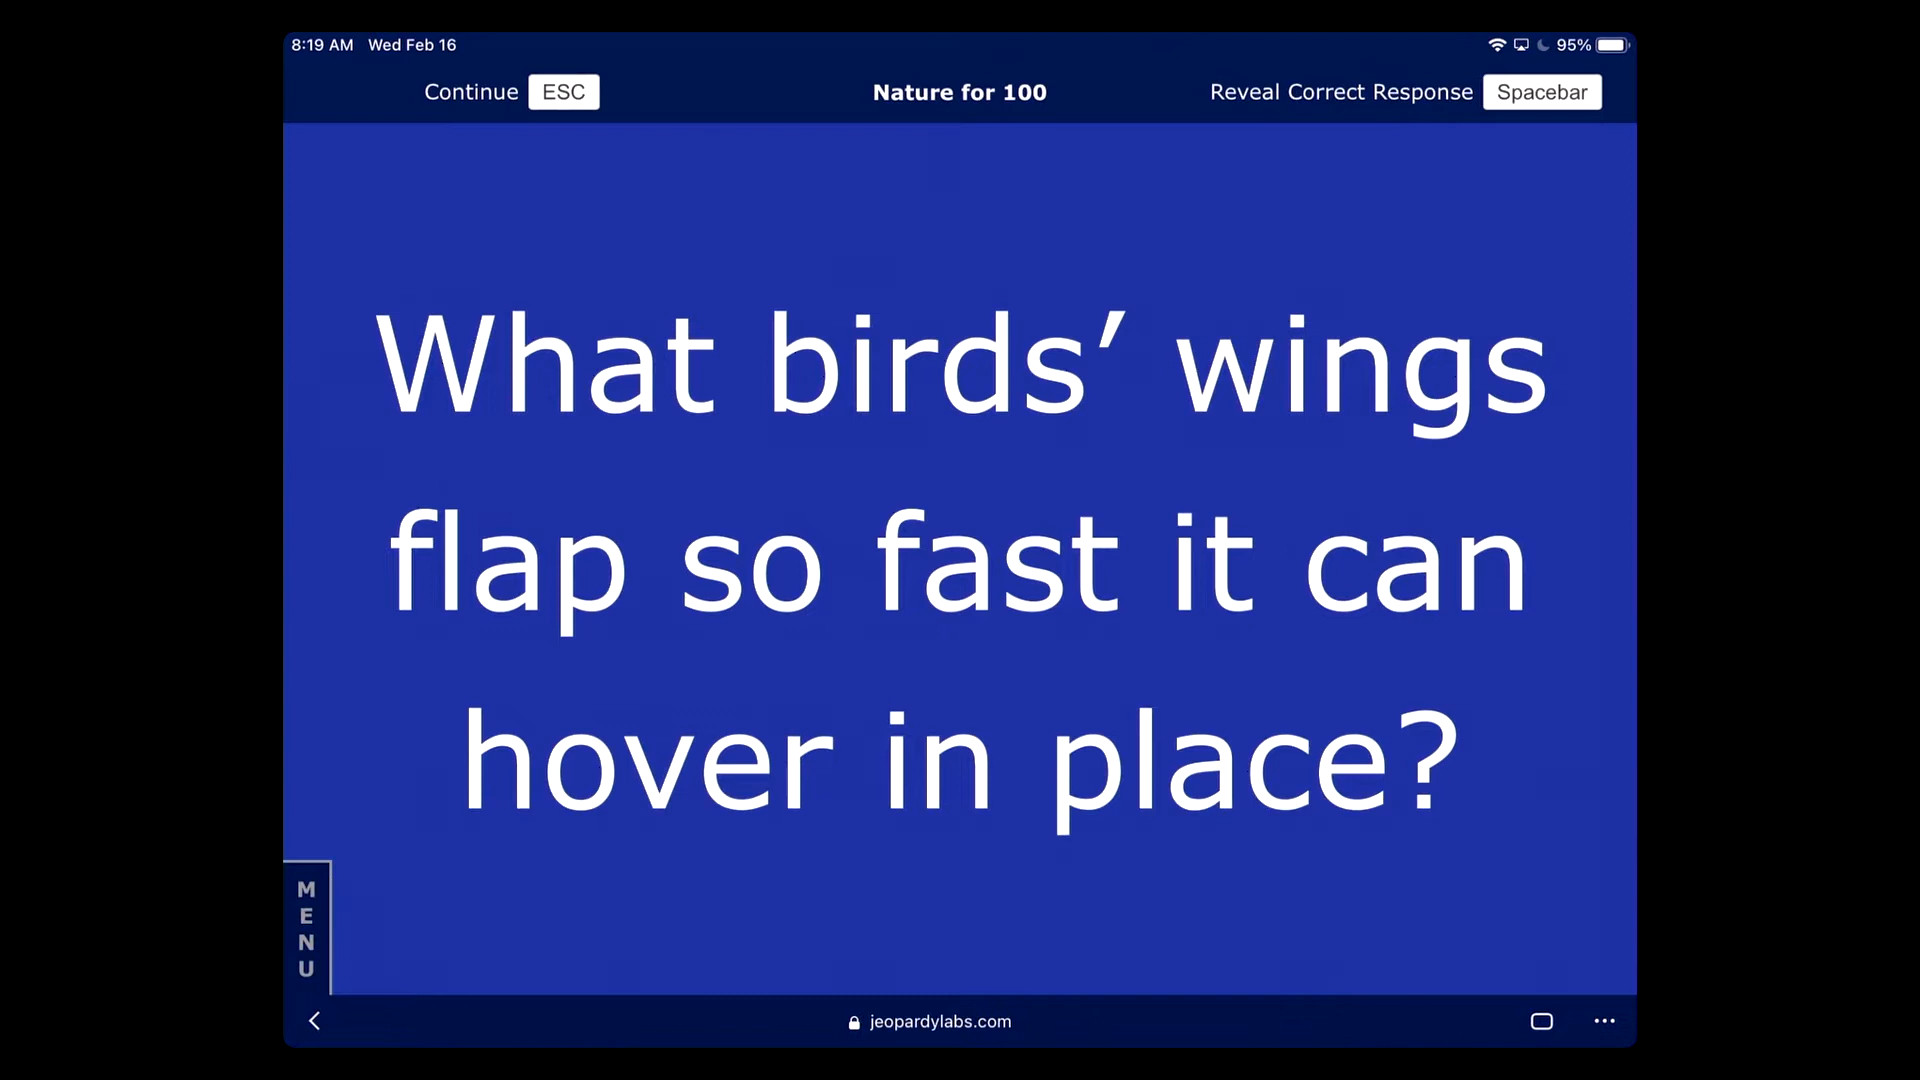 8:19 AM Wed Feb 16 95%
Continue ESC Nature for 100 Reveal Correct Response Spacebar
What birds’ wings
flap so fast it can
hover in place?
MENU
jeopardylabs.com